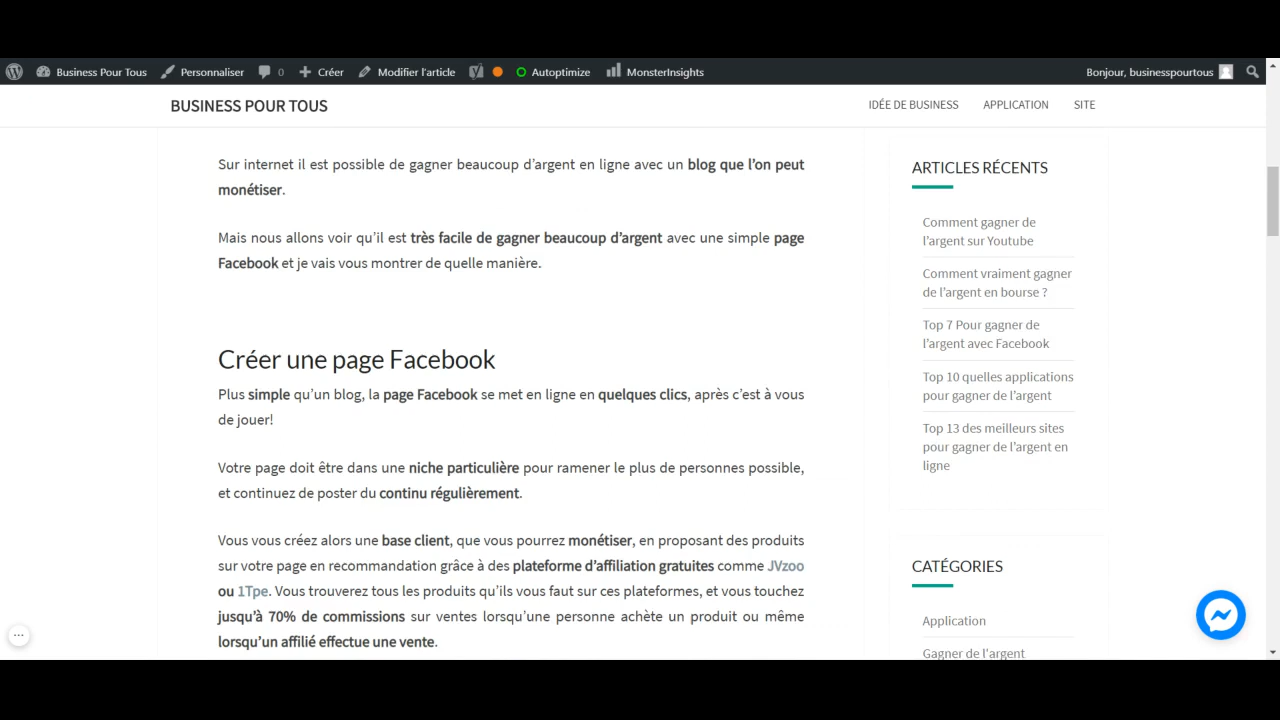 Business Pour Tous Personnaliser 0 Créer Modifier l'article Autoptimize MonsterInsights Bonjour, businesspourtous
BUSINESS POUR TOUS IDÉE DE BUSINESS APPLICATION SITE
Sur internet il est possible de gagner beaucoup d’argent en ligne avec un blog que l’on peut
monétiser.
Mais nous allons voir qu’il est très facile de gagner beaucoup d’argent avec une simple page
Facebook et je vais vous montrer de quelle manière.
Créer une page Facebook
Plus simple qu’un blog, la page Facebook se met en ligne en quelques clics, après c’est à vous
de jouer!
Votre page doit être dans une niche particulière pour ramener le plus de personnes possible,
et continuez de poster du continu régulièrement.
Vous vous créez alors une base client, que vous pourrez monétiser, en proposant des produits
sur votre page en recommandation grâce à des plateforme d’affiliation gratuites comme JVzoo
ou 1Tpe. Vous trouverez tous les produits qu’ils vous faut sur ces plateformes, et vous touchez
jusqu’à 70% de commissions sur ventes lorsqu’une personne achète un produit ou même
lorsqu’un affilié effectue une vente.
ARTICLES RÉCENTS
Comment gagner de
l’argent sur Youtube
Comment vraiment gagner
de l’argent en bourse ?
Top 7 Pour gagner de
l’argent avec Facebook
Top 10 quelles applications
pour gagner de l’argent
Top 13 des meilleurs sites
pour gagner de l’argent en
ligne
CATÉGORIES
Application
Gagner de l'argent